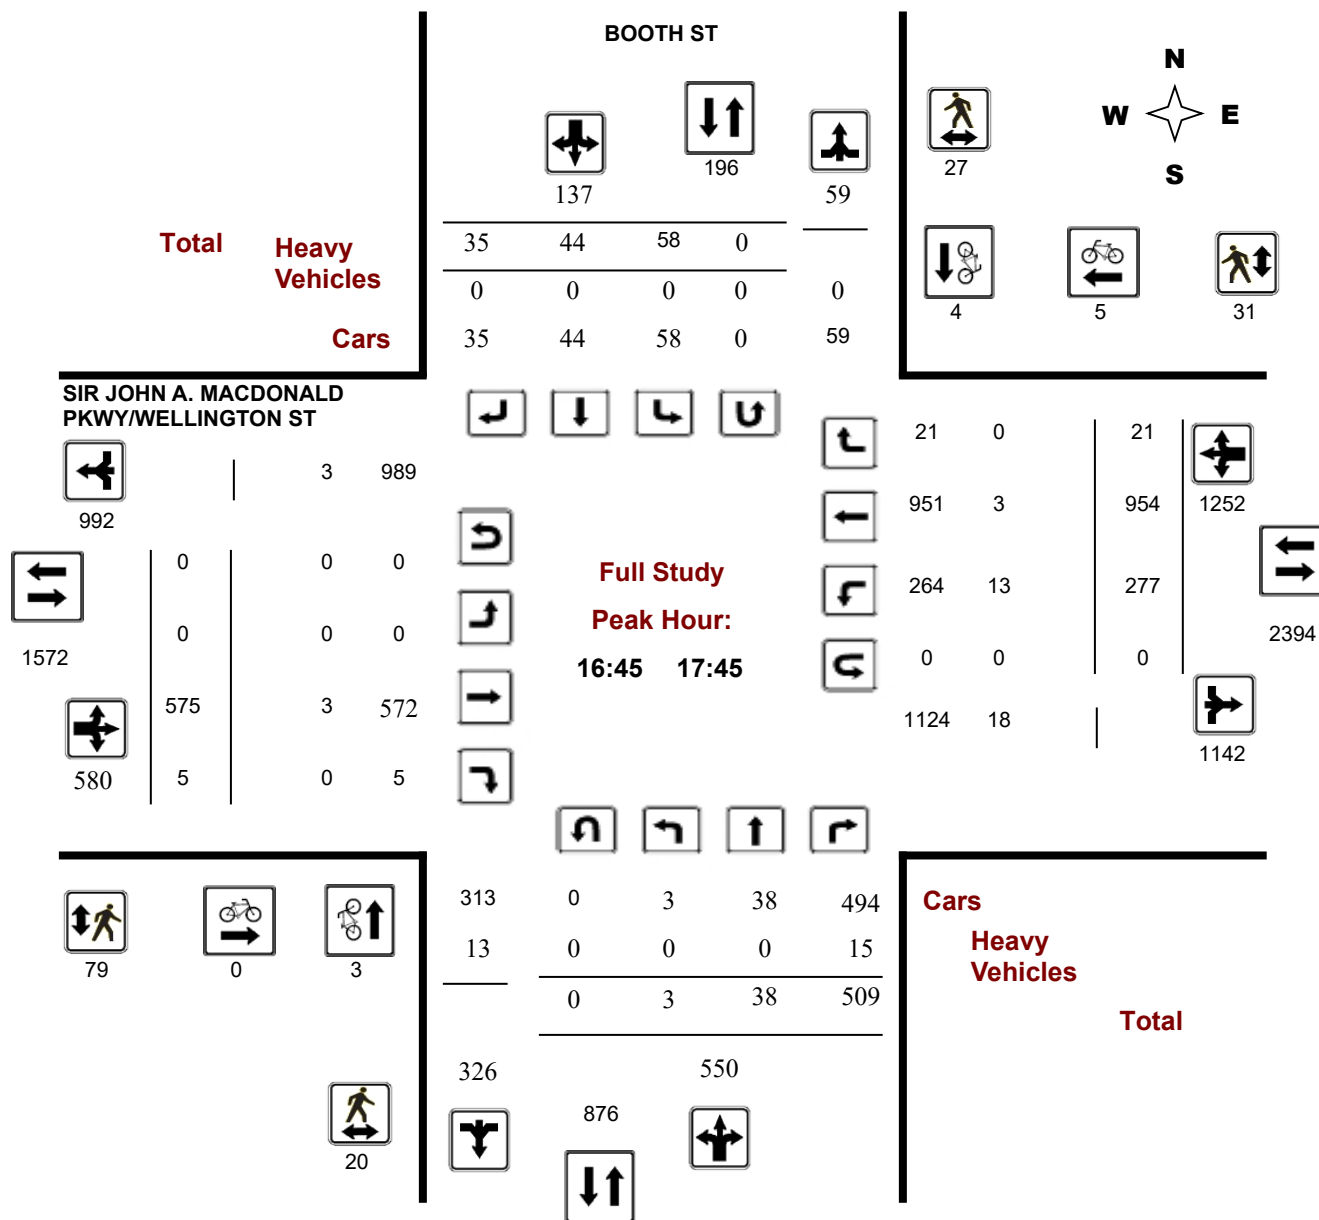 BOOTH ST
N
W E
S
196
27
137 59
Total Heavy
Vehicles
35 44 58 0
0 0 0 0 0
Cars
35 44 58 0 59
4 5 31
SIR JOHN A. MACDONALD
PKWY/WELLINGTON ST
3 989
992
0 0 0
0 0 0
1572
575 3 572
580 5 0 5
Full Study
Peak Hour:
16:45 17:45
21 0 21
951 3 954 1252
264 13 277
2394
0 0 0
1124 18
1142
79 0 3
20
313 0 3 38 494
13 0 0 0 15
0 3 38 509
326 550
876
Cars
Heavy
Vehicles
Total